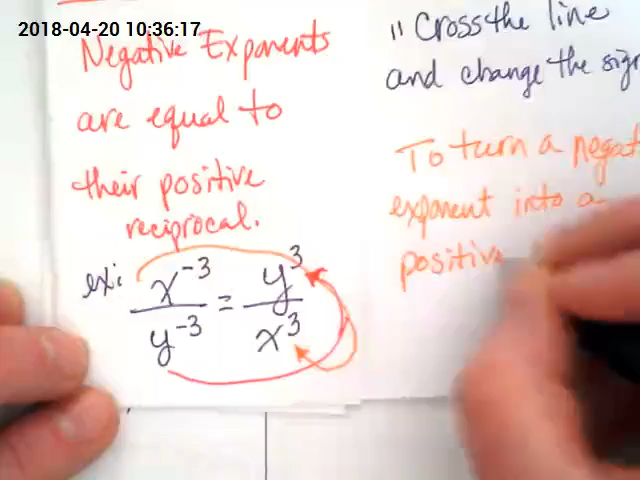 2018-04-20 10:36:17
Negative Exponents
are equal to
their positive
reciprocal.
ex: x^-3 / y^-3 = y^3 / x^3
"Cross the line
and change the sign
To turn a negat
exponent into a
positive